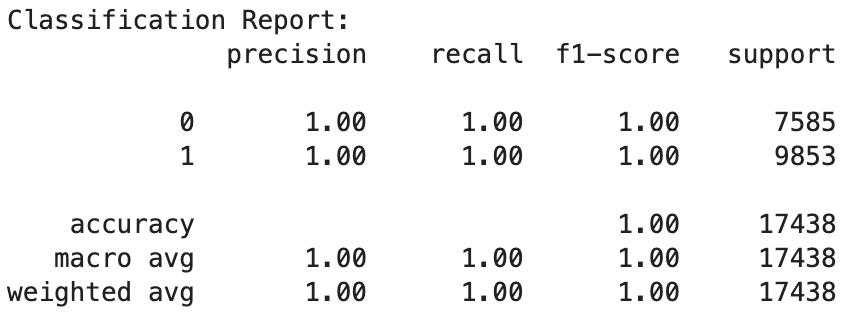 Classification Report:
precision recall f1-score support
0 1.00 1.00 1.00 7585
1 1.00 1.00 1.00 9853
accuracy 1.00 17438
macro avg 1.00 1.00 1.00 17438
weighted avg 1.00 1.00 1.00 17438